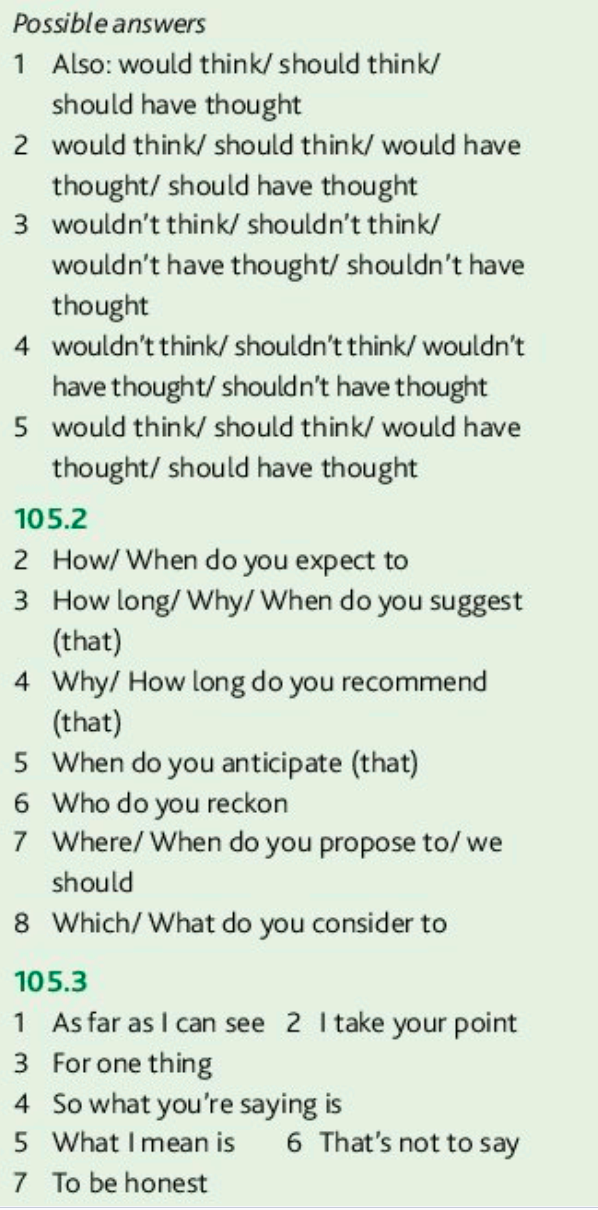 Possible answers
1 Also: would think/ should think/
should have thought
2 would think/ should think/ would have
thought/ should have thought
3 wouldn't think/ shouldn't think/
wouldn't have thought/ shouldn't have
thought
4 wouldn't think/ shouldn't think/ wouldn't
have thought/ shouldn't have thought
5 would think/ should think/ would have
thought/ should have thought
105.2
2 How/ When do you expect to
3 How long/ Why/ When do you suggest
(that)
4 Why/ How long do you recommend
(that)
5 When do you anticipate (that)
6 Who do you reckon
7 Where/ When do you propose to/ we
should
8 Which/ What do you consider to
105.3
1 As far as I can see 2 I take your point
3 For one thing
4 So what you're saying is
5 What I mean is 6 That's not to say
7 To be honest